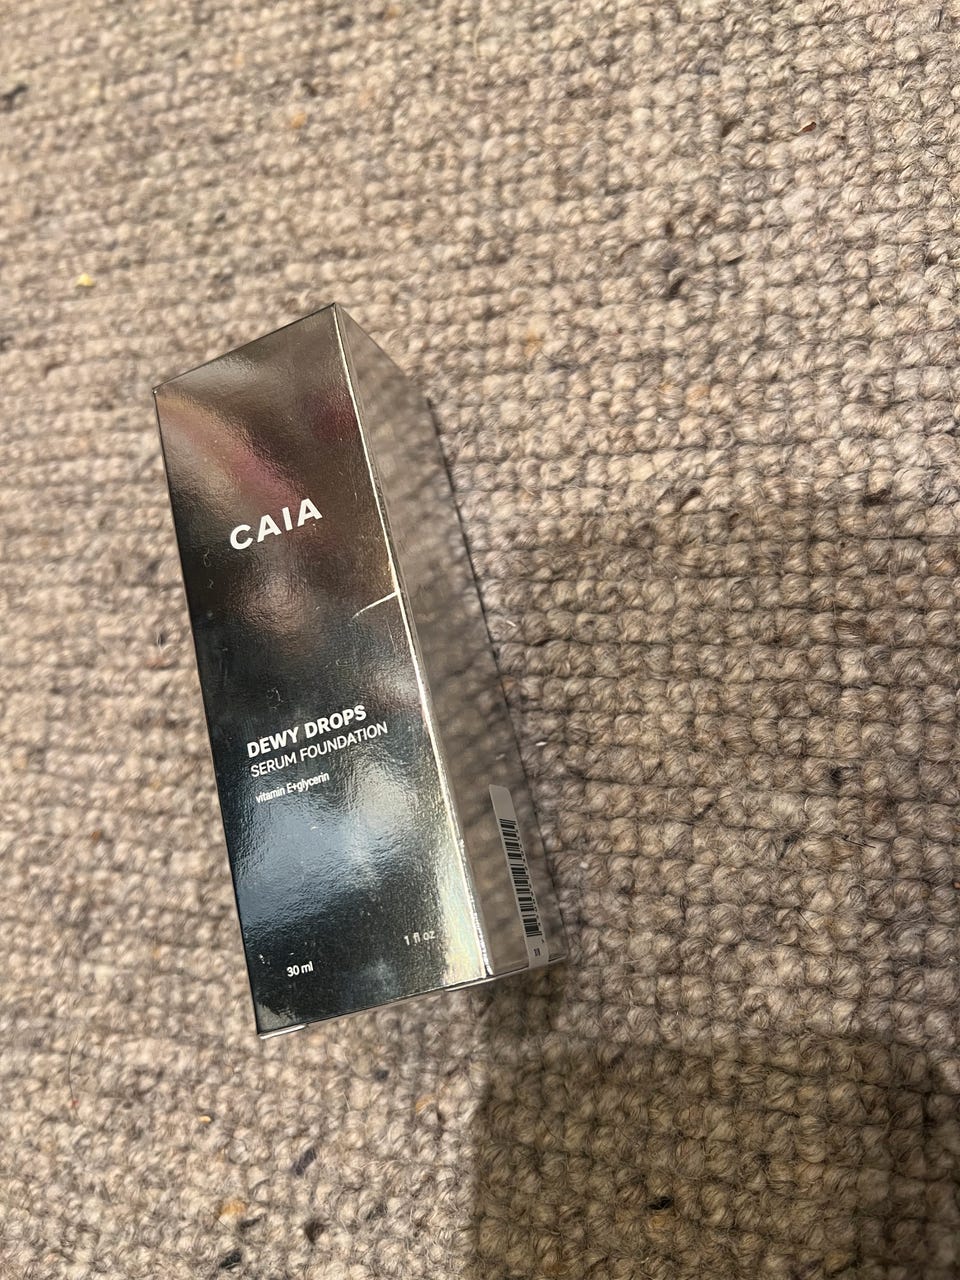 CAIA
DEWY DROPS
SERUM FOUNDATION
vitamin E+glycerin
30 ml
1 fl oz